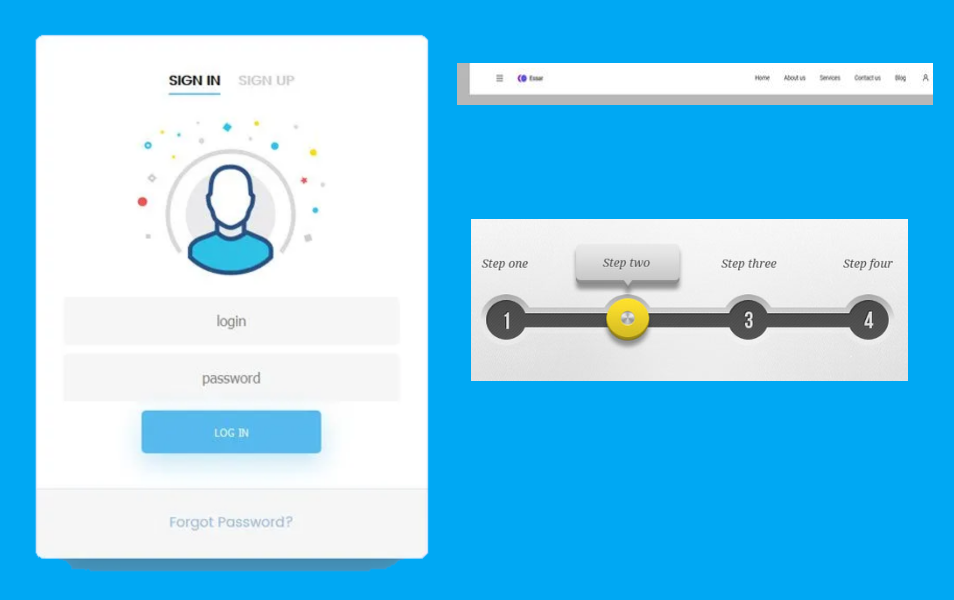 SIGN IN SIGN UP
login
password
LOG IN
Forgot Password?
Essar Home About us Services Contact us Blog
Step one Step two Step three Step four
1 3 4